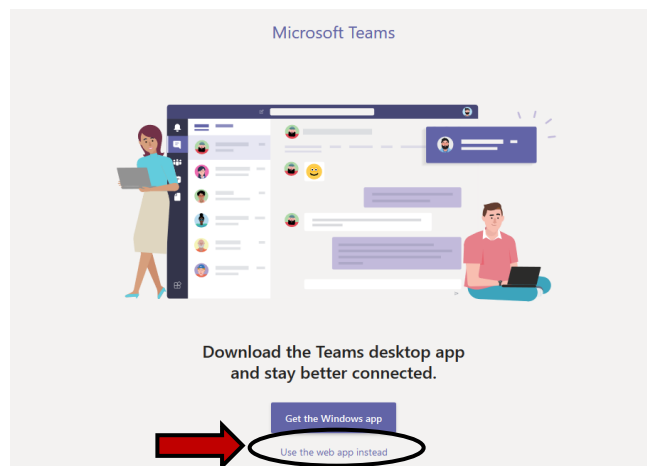 Microsoft Teams
Download the Teams desktop app
and stay better connected.
Get the Windows app
Use the web app instead